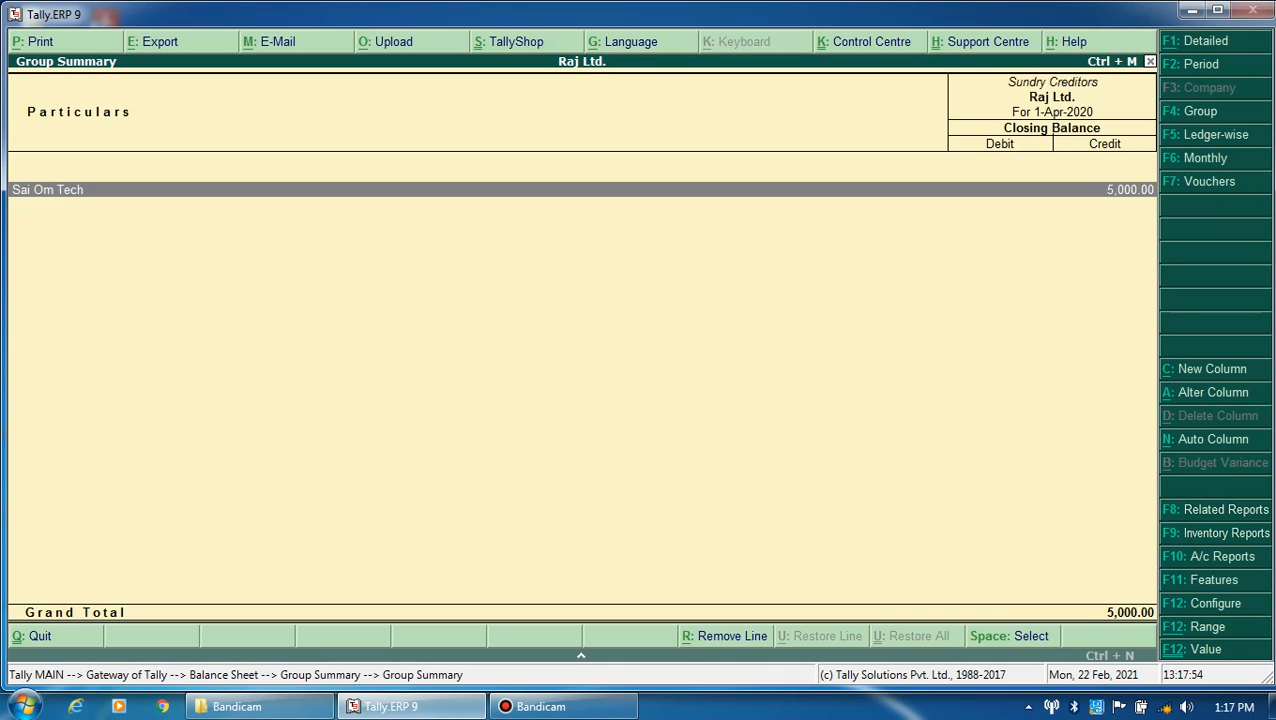 Tally.ERP 9
P: Print E: Export M: E-Mail O: Upload S: TallyShop G: Language K: Keyboard K: Control Centre H: Support Centre H: Help
Group Summary Raj Ltd. Ctrl + M
Particulars
Sundry Creditors
Raj Ltd.
For 1-Apr-2020
Closing Balance
Debit Credit
Sai Om Tech 5,000.00
Grand Total 5,000.00
F1: Detailed
F2: Period
F3: Company
F4: Group
F5: Ledger-wise
F6: Monthly
F7: Vouchers
C: New Column
A: Alter Column
D: Delete Column
N: Auto Column
B: Budget Variance
F8: Related Reports
F9: Inventory Reports
F10: A/c Reports
F11: Features
F12: Configure
F12: Range
F12: Value
Q: Quit R: Remove Line U: Restore Line U: Restore All Space: Select
Ctrl + N
Tally MAIN --> Gateway of Tally --> Balance Sheet --> Group Summary --> Group Summary (c) Tally Solutions Pvt. Ltd., 1988-2017 Mon, 22 Feb, 2021 13:17:54
Bandicam Tally.ERP 9 Bandicam 1:17 PM